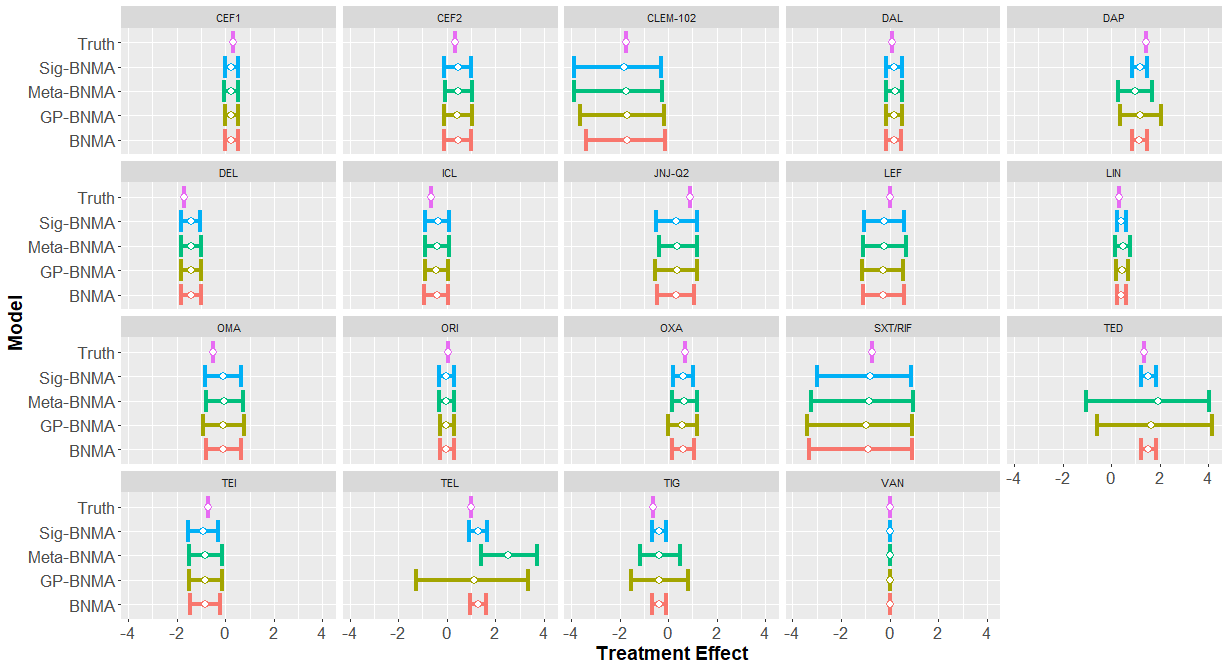 CEF1 CEF2 CLEM-102 DAL DAP
Truth
Sig-BNMA
Meta-BNMA
GP-BNMA
BNMA
DEL ICL JNJ-Q2 LEF LIN
Truth
Sig-BNMA
Meta-BNMA
GP-BNMA
BNMA
Model
OMA ORI OXA SXT/RIF TED
Truth
Sig-BNMA
Meta-BNMA
GP-BNMA
BNMA
-4 -2 0 2 4
TEI TEL TIG VAN
Truth
Sig-BNMA
Meta-BNMA
GP-BNMA
BNMA
-4 -2 0 2 4 -4 -2 0 2 4 -4 -2 0 2 4 -4 -2 0 2 4
Treatment Effect